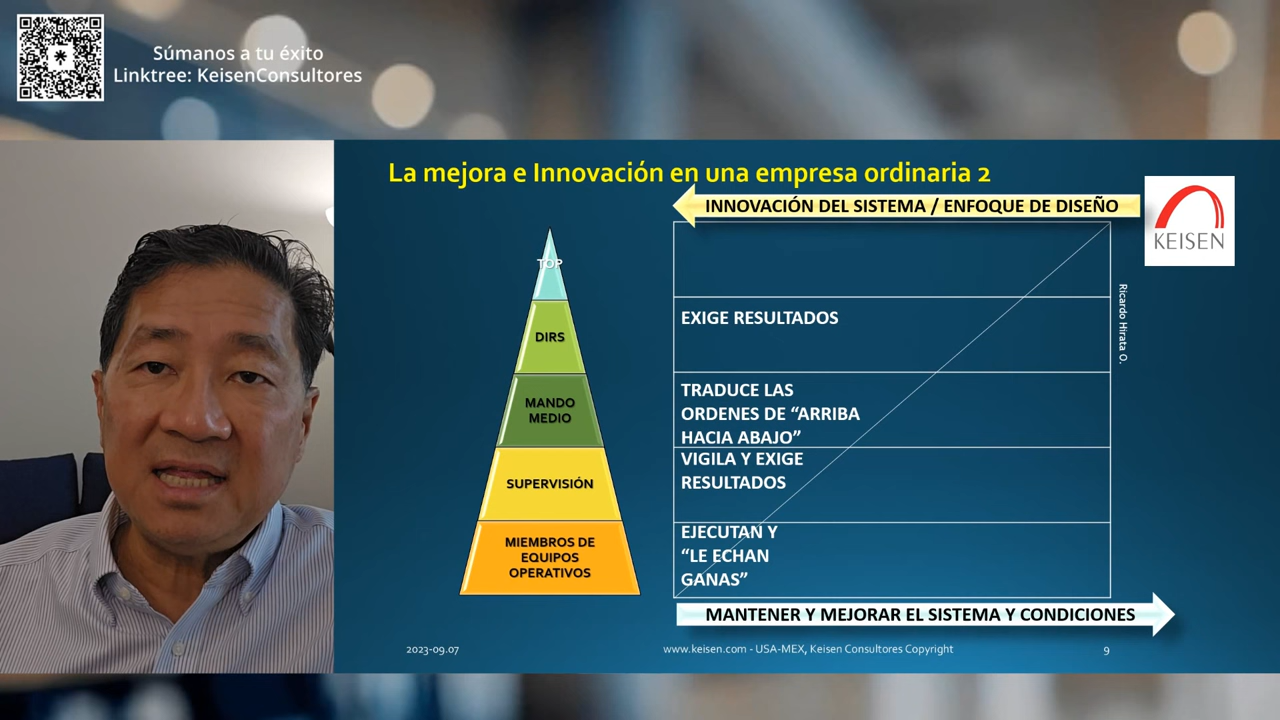 Súmanos a tu éxito
Linktree: KeisenConsultores
La mejora e Innovación en una empresa ordinaria 2
INNOVACIÓN DEL SISTEMA / ENFOQUE DE DISEÑO
KEISEN
TOP
DIRS
MANDO
MEDIO
SUPERVISIÓN
MIEMBROS DE
EQUIPOS
OPERATIVOS
EXIGE RESULTADOS
TRADUCE LAS
ORDENES DE “ARRIBA
HACIA ABAJO”
VIGILA Y EXIGE
RESULTADOS
EJECUTAN Y
“LE ECHAN
GANAS”
Ricardo Hirata O.
MANTENER Y MEJORAR EL SISTEMA Y CONDICIONES
2023-09.07
www.keisen.com - USA-MEX, Keisen Consultores Copyright
9